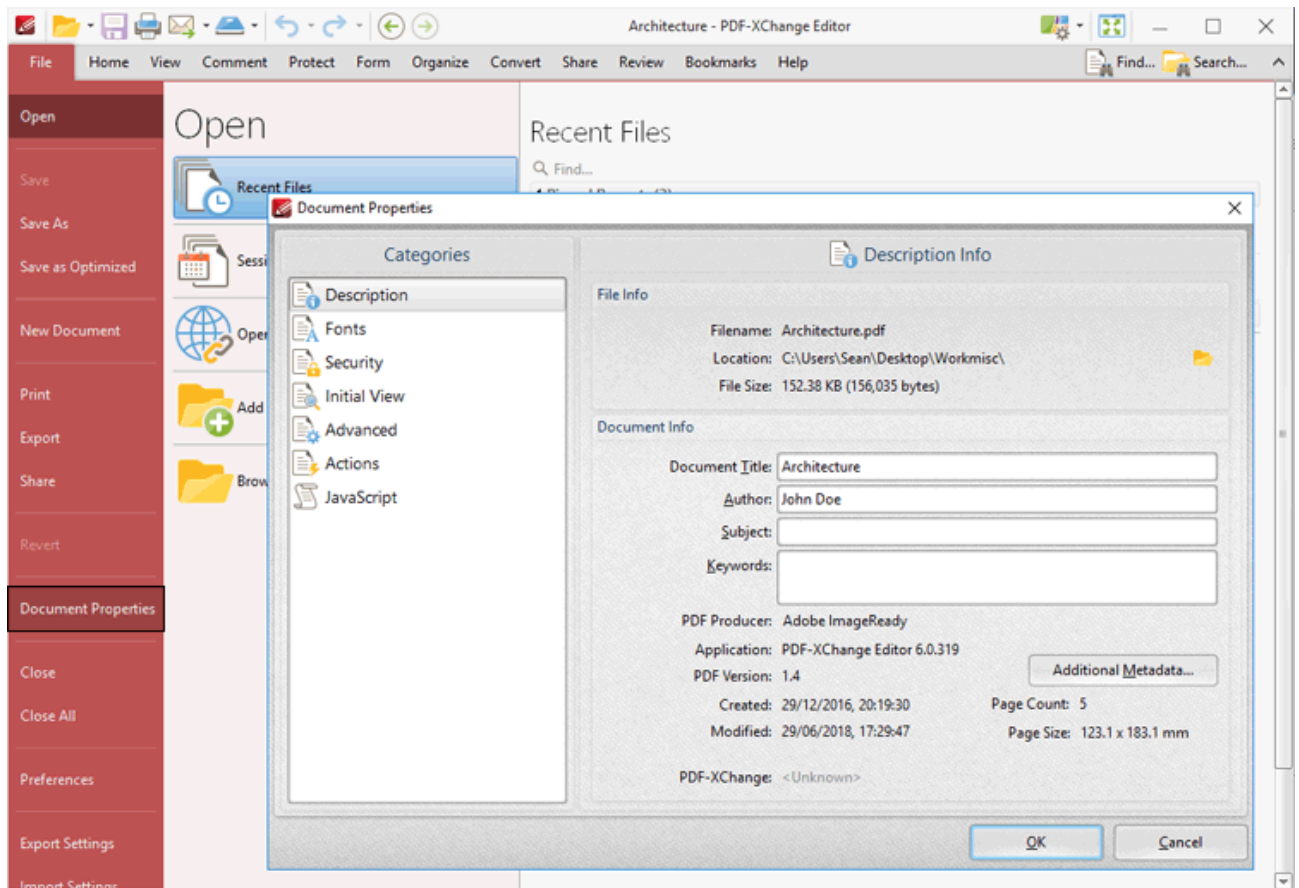 Architecture - PDF-XChange Editor
File Home View Comment Protect Form Organize Convert Share Review Bookmarks Help Find... Search...
Open
Save
Save As
Save as Optimized
New Document
Print
Export
Share
Revert
Document Properties
Close
Close All
Preferences
Export Settings
Import Settings
Open
Recent Files
Sessi
Open
Add
Brow
Recent Files
Find...
Document Properties
Categories
Description
Fonts
Security
Initial View
Advanced
Actions
JavaScript
Description Info
File Info
Filename: Architecture.pdf
Location: C:\Users\Sean\Desktop\Workmisc\
File Size: 152.38 KB (156,035 bytes)
Document Info
Document Title: Architecture
Author: John Doe
Subject:
Keywords:
PDF Producer: Adobe ImageReady
Application: PDF-XChange Editor 6.0.319
Additional Metadata...
PDF Version: 1.4
Created: 29/12/2016, 20:19:30 Page Count: 5
Modified: 29/06/2018, 17:29:47 Page Size: 123.1 x 183.1 mm
PDF-XChange: <Unknown>
OK Cancel